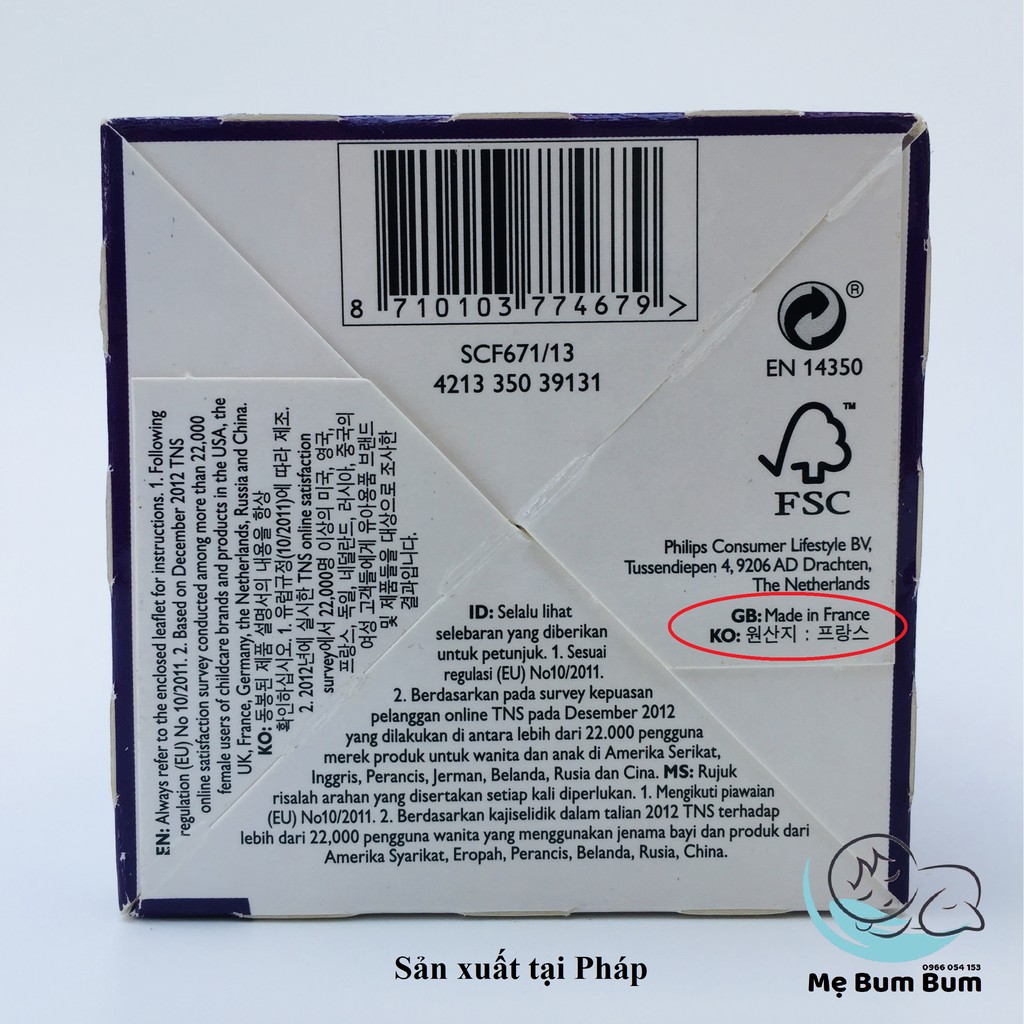 8 710103 774679 >
SCF671/13
4213 350 39131
®
EN 14350
™
FSC
Philips Consumer Lifestyle BV,
Tussendiepen 4, 9206 AD Drachten,
The Netherlands
GB: Made in France
KO: 원산지 : 프랑스
EN: Always refer to the enclosed leaflet for instructions. 1. Following
regulation (EU) No 10/2011. 2. Based on December 2012 TNS
online satisfaction survey conducted among more than 22,000
female users of childcare brands and products in the USA, the
UK, France, Germany, the Netherlands, Russia and China.
KO: 동봉된 제품 설명서의 내용을 항상
확인하십시오. 1. 유럽규정(10/2011)에 따라 제조.
2. 2012년에 실시한 TNS online satisfaction
survey에서 22,000명 이상의 미국, 영국,
프랑스, 독일, 네덜란드, 러시아, 중국의
여성 고객들에게 유아용품 브랜드
및 제품들을 대상으로 조사한
결과입니다.
ID: Selalu lihat
selebaran yang diberikan
untuk petunjuk. 1. Sesuai
regulasi (EU) No10/2011.
2. Berdasarkan pada survey kepuasan
pelanggan online TNS pada Desember 2012
yang dilakukan di antara lebih dari 22.000 pengguna
merek produk untuk wanita dan anak di Amerika Serikat,
Inggris, Perancis, Jerman, Belanda, Rusia dan Cina. MS: Rujuk
risalah arahan yang disertakan setiap kali diperlukan. 1. Mengikuti piawaian
(EU) No10/2011. 2. Berdasarkan kajiselidik dalam talian 2012 TNS terhadap
lebih dari 22,000 pengguna wanita yang menggunakan jenama bayi dan produk dari
Amerika Syarikat, Eropah, Perancis, Belanda, Rusia, China.
Sản xuất tại Pháp
0966 054 153
Mẹ Bum Bum